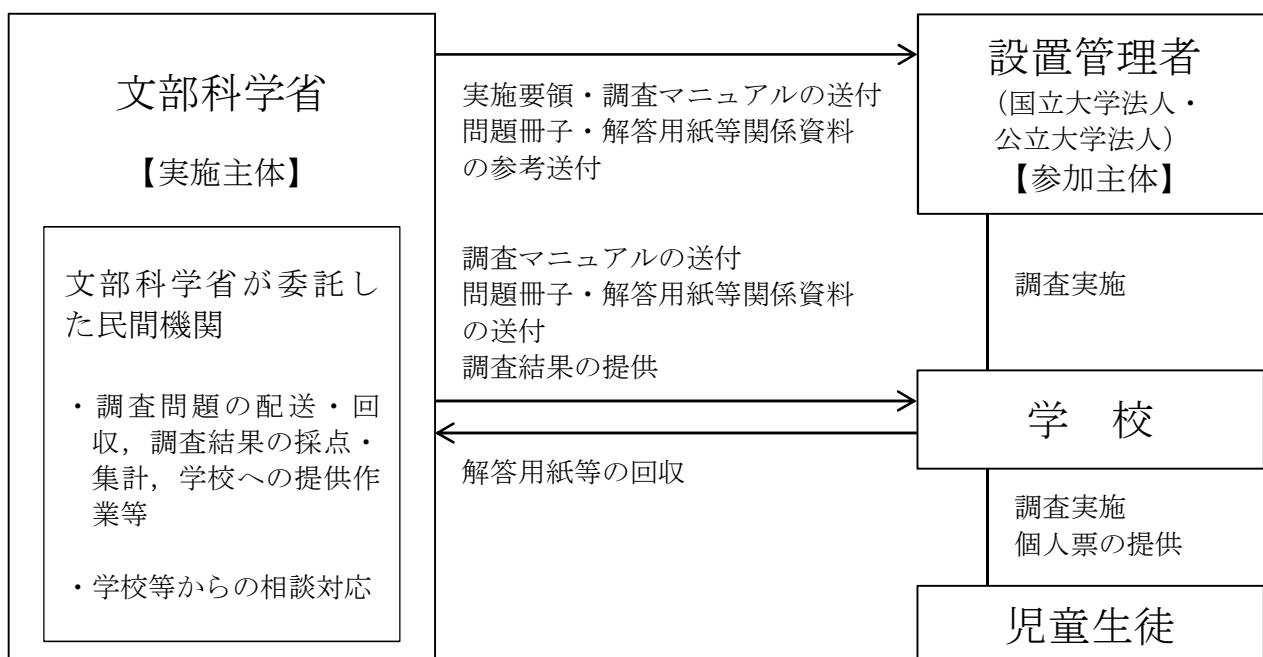 文部科学省
【実施主体】
文部科学省が委託し
た民間機関
・調査問題の配送・回
収，調査結果の採点・
集計，学校への提供作
業等
・学校等からの相談対応
実施要領・調査マニュアルの送付
問題冊子・解答用紙等関係資料
の参考送付
調査マニュアルの送付
問題冊子・解答用紙等関係資料
の送付
調査結果の提供
解答用紙等の回収
設置管理者
（国立大学法人・
公立大学法人）
【参加主体】
調査実施
学　校
調査実施
個人票の提供
児童生徒